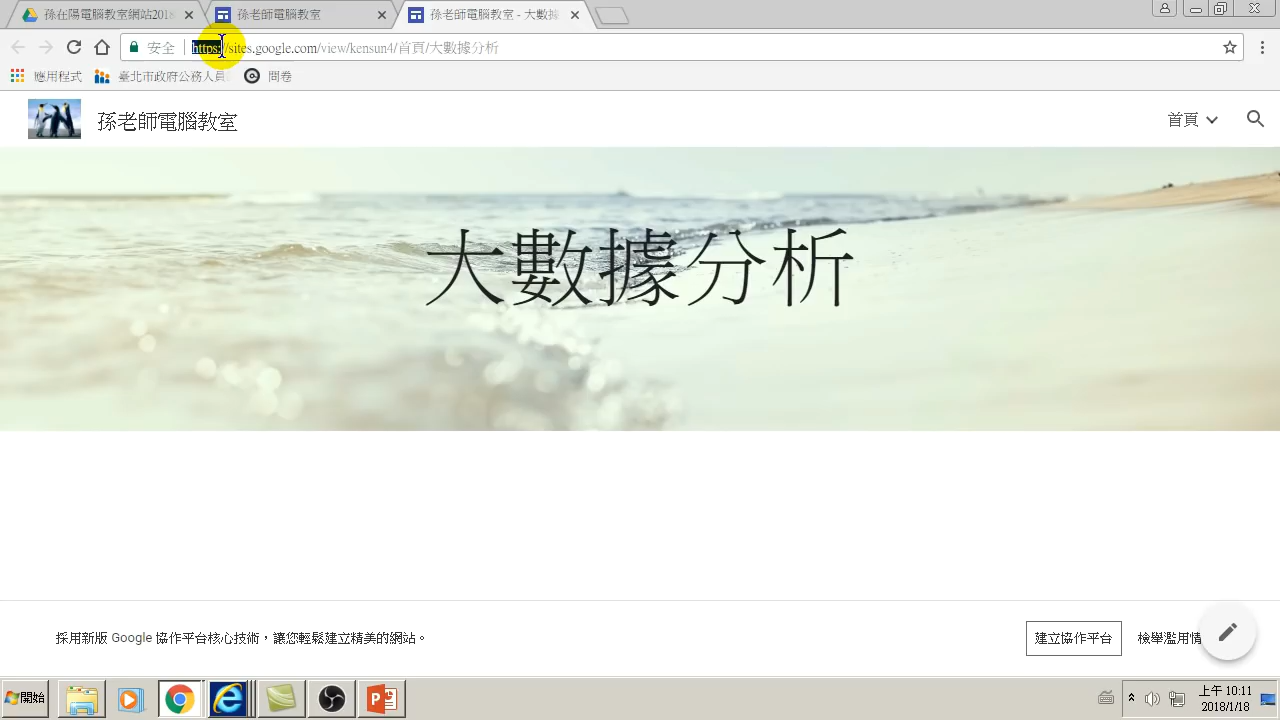 孫在陽電腦教室網站2018
孫老師電腦教室
孫老師電腦教室 - 大數據
安全
https://sites.google.com/view/kensun4/首頁/大數據分析
應用程式
臺北市政府公務人員
問卷
孫老師電腦教室
首頁
大數據分析
採用新版 Google 協作平台核心技術，讓您輕鬆建立精美的網站。
建立協作平台
檢舉濫用情
開始
上午 10:11
2018/1/18